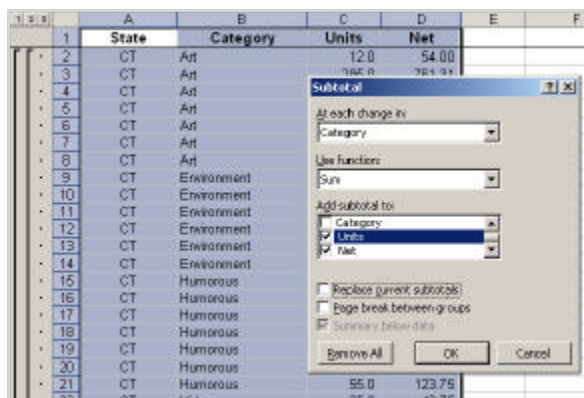 1 2 3 A B C D E F
1 State Category Units Net
2 CT Art 12.0 54.00
3 CT Art 285.0 761.31
4 CT Art
5 CT Art
6 CT Art
7 CT Art
8 CT Art
9 CT Environment
10 CT Environment
11 CT Environment
12 CT Environment
13 CT Environment
14 CT Environment
15 CT Humorous
16 CT Humorous
17 CT Humorous
18 CT Humorous
19 CT Humorous
20 CT Humorous
21 CT Humorous 55.0 123.75
Subtotal
At each change in:
Category
Use function:
Sum
Add subtotal to:
Category
Units
Net
Replace current subtotals
Page break between groups
Summary below data
Remove All OK Cancel